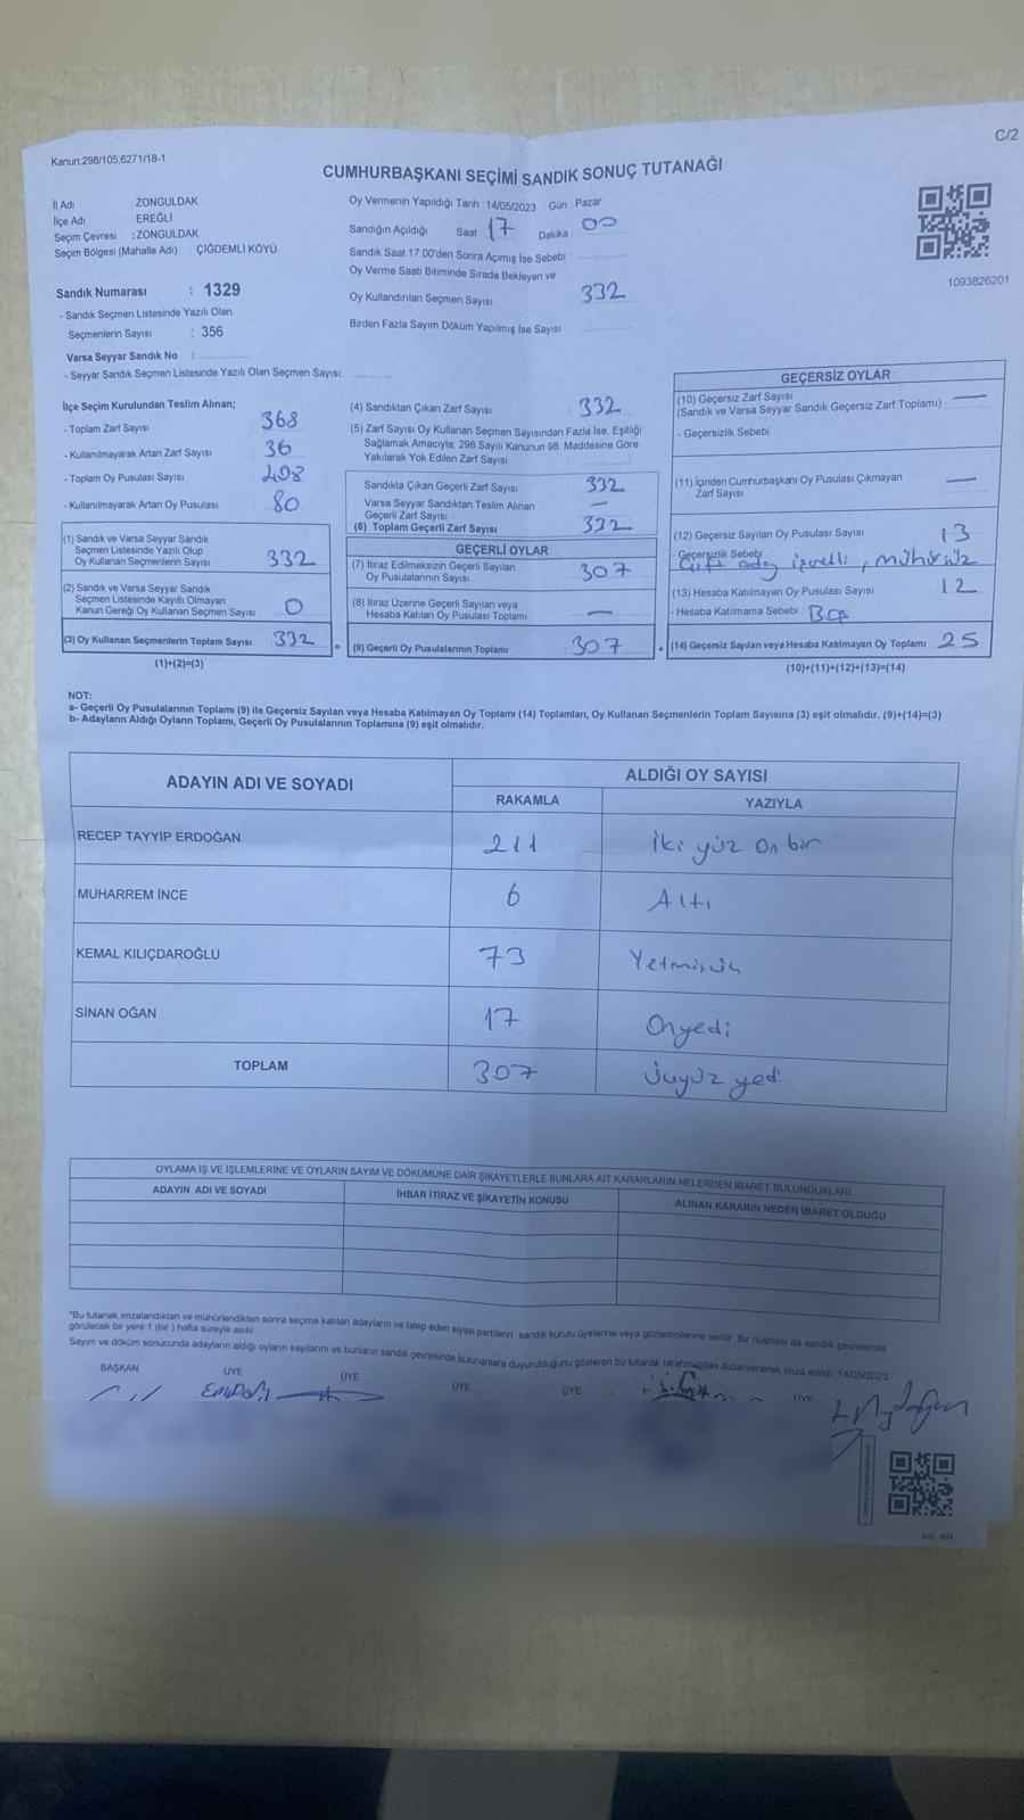 C/2
Kanun:298/105,6271/18-1
CUMHURBAŞKANI SEÇİMİ SANDIK SONUÇ TUTANAĞI
İl Adı : ZONGULDAK
İlçe Adı : EREĞLİ
Seçim Çevresi : ZONGULDAK
Seçim Bölgesi (Mahalle Adı) ÇİĞDEMLİ KÖYÜ
Sandık Numarası : 1329
- Sandık Seçmen Listesinde Yazılı Olan
Seçmenlerin Sayısı : 356
Varsa Seyyar Sandık No :
- Seyyar Sandık Seçmen Listesinde Yazılı Olan Seçmen Sayısı:
Oy Vermenin Yapıldığı Tarih : 14/05/2023 Gün : Pazar
Sandığın Açıldığı Saat 17 Dakika 00
Sandık Saat 17.00'den Sonra Açılmış İse Sebebi
Oy Verme Saati Bitiminde Sırada Bekleyen ve
Oy Kullandırılan Seçmen Sayısı 332
Birden Fazla Sayım Döküm Yapılmış İse Sayısı
1093826201
İlçe Seçim Kurulundan Teslim Alınan;
- Toplam Zarf Sayısı 368
- Kullanılmayarak Artan Zarf Sayısı 36
- Toplam Oy Pusulası Sayısı 408
- Kullanılmayarak Artan Oy Pusulası 80
(1) Sandık ve Varsa Seyyar Sandık
Seçmen Listesinde Yazılı Olup
Oy Kullanan Seçmenlerin Sayısı 332
(2) Sandık ve Varsa Seyyar Sandık
Seçmen Listesinde Kayıtlı Olmayan
Kanun Gereği Oy Kullanan Seçmen Sayısı 0
(3) Oy Kullanan Seçmenlerin Toplam Sayısı 332
(1)+(2)=(3)
(4) Sandıktan Çıkan Zarf Sayısı 332
(5) Zarf Sayısı Oy Kullanan Seçmen Sayısından Fazla İse, Eşitliği
Sağlamak Amacıyla, 298 Sayılı Kanunun 98. Maddesine Göre
Yakılarak Yok Edilen Zarf Sayısı
Sandıkta Çıkan Geçerli Zarf Sayısı 332
Varsa Seyyar Sandıktan Teslim Alınan
Geçerli Zarf Sayısı —
(6) Toplam Geçerli Zarf Sayısı 332
GEÇERLİ OYLAR
(7) İtiraz Edilmeksizin Geçerli Sayılan
Oy Pusulalarının Sayısı 307
(8) İtiraz Üzerine Geçerli Sayılan veya
Hesaba Katılan Oy Pusulası Toplamı —
(9) Geçerli Oy Pusulalarının Toplamı 307
GEÇERSİZ OYLAR
(10) Geçersiz Zarf Sayısı —
(Sandık ve Varsa Seyyar Sandık Geçersiz Zarf Toplamı)
- Geçersizlik Sebebi
(11) İçinden Cumhurbaşkanı Oy Pusulası Çıkmayan
Zarf Sayısı —
(12) Geçersiz Sayılan Oy Pusulası Sayısı 13
- Geçersizlik Sebebi Çift aday işaretli, mühürsüz
(13) Hesaba Katılmayan Oy Pusulası Sayısı 12
- Hesaba Katılmama Sebebi
(14) Geçersiz Sayılan veya Hesaba Katılmayan Oy Toplamı 25
(10)+(11)+(12)+(13)=(14)
NOT:
a- Geçerli Oy Pusulalarının Toplamı (9) ile Geçersiz Sayılan veya Hesaba Katılmayan Oy Toplamı (14) Toplamları, Oy Kullanan Seçmenlerin Toplam Sayısına (3) eşit olmalıdır. (9)+(14)=(3)
b- Adayların Aldığı Oyların Toplamı, Geçerli Oy Pusulalarının Toplamına (9) eşit olmalıdır.
ADAYIN ADI VE SOYADI
ALDIĞI OY SAYISI
RAKAMLA YAZIYLA
RECEP TAYYİP ERDOĞAN 211 İki yüz on bir
MUHARREM İNCE 6 Altı
KEMAL KILIÇDAROĞLU 73 Yetmişüç
SİNAN OĞAN 17 Onyedi
TOPLAM 307 üçyüz yedi
OYLAMA İŞ VE İŞLEMLERİNE VE OYLARIN SAYIM VE DÖKÜMÜNE DAİR ŞİKAYETLERLE BUNLARA AİT KARARLARIN NELERDEN İBARET BULUNDUKLARI
ADAYIN ADI VE SOYADI
İHBAR İTİRAZ VE ŞİKAYETİN KONUSU
ALINAN KARARIN NEDEN İBARET OLDUĞU
BAŞKAN ÜYE ÜYE ÜYE ÜYE ÜYE